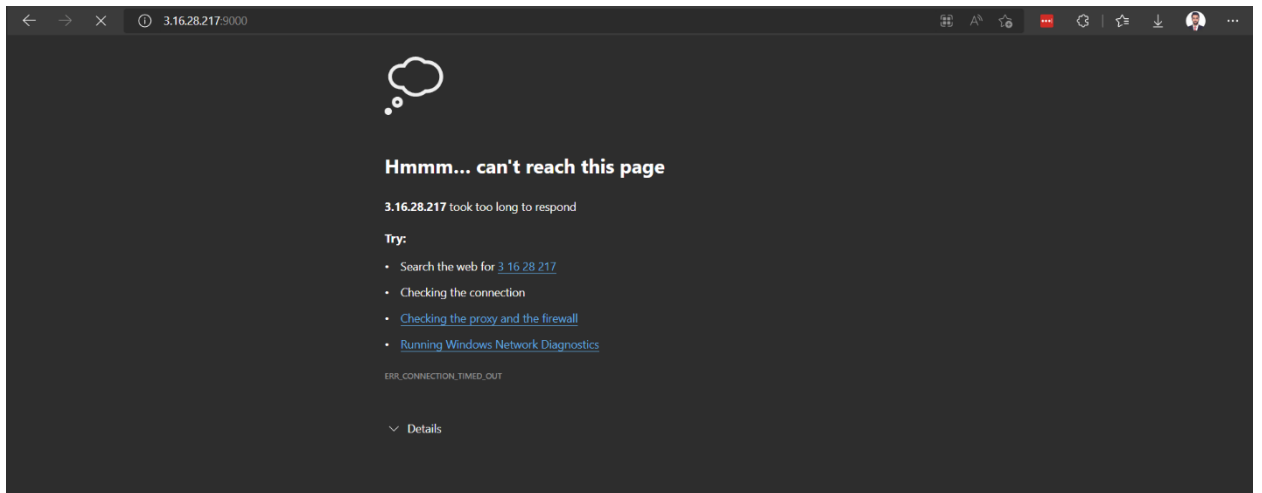 3.16.28.217:9000
Hmmm... can't reach this page
3.16.28.217 took too long to respond
Try:
• Search the web for 3 16 28 217
• Checking the connection
• Checking the proxy and the firewall
• Running Windows Network Diagnostics
ERR_CONNECTION_TIMED_OUT
Details